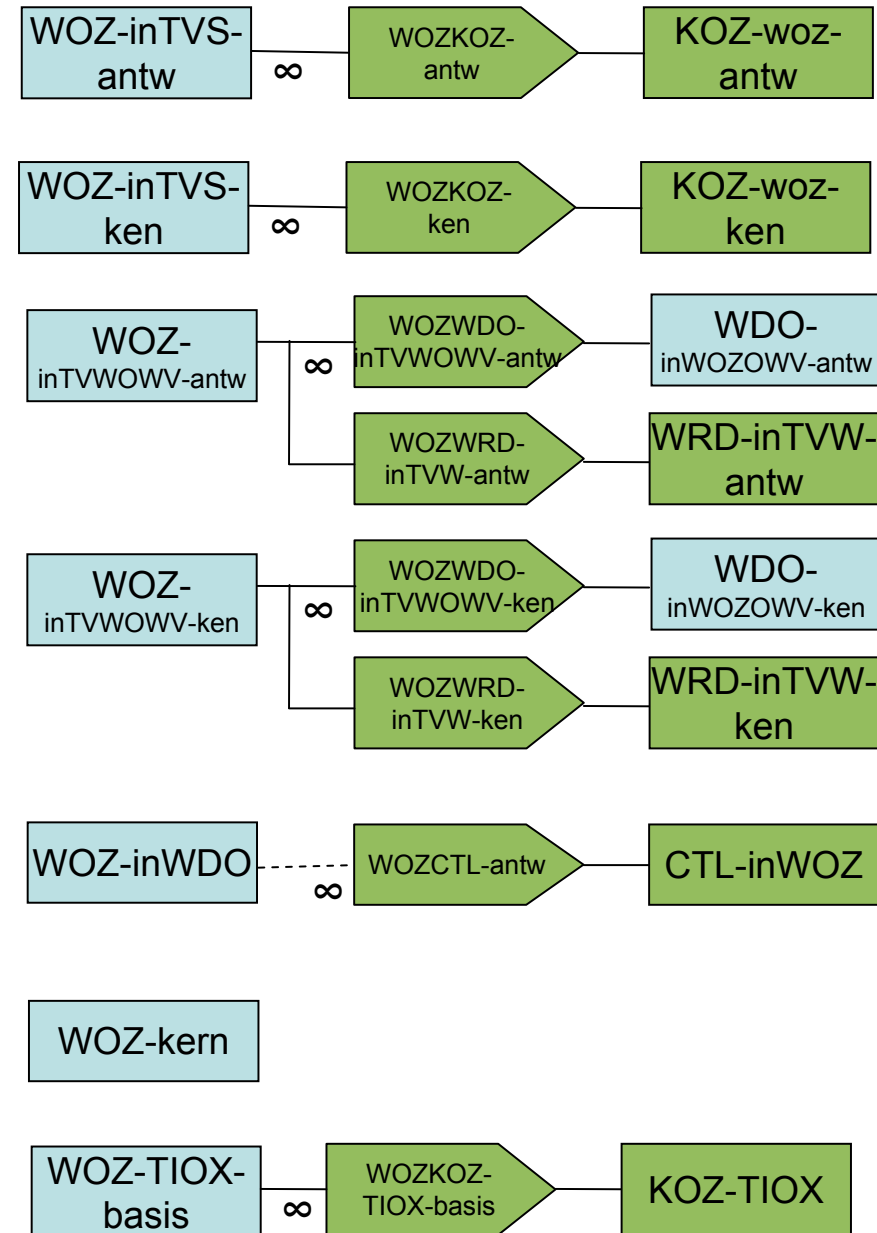 WOZ-inTVS-
antw
∞
WOZKOZ-
antw
KOZ-woz-
antw
WOZ-inTVS-
ken
∞
WOZKOZ-
ken
KOZ-woz-
ken
WOZ-
inTVWOWV-antw
∞
WOZWDO-
inTVWOWV-antw
WDO-
inWOZOWV-antw
WOZWRD-
inTVW-antw
WRD-inTVW-
antw
WOZ-
inTVWOWV-ken
∞
WOZWDO-
inTVWOWV-ken
WDO-
inWOZOWV-ken
WOZWRD-
inTVW-ken
WRD-inTVW-
ken
WOZ-inWDO
∞
WOZCTL-antw
CTL-inWOZ
WOZ-kern
WOZ-TIOX-
basis
∞
WOZKOZ-
TIOX-basis
KOZ-TIOX